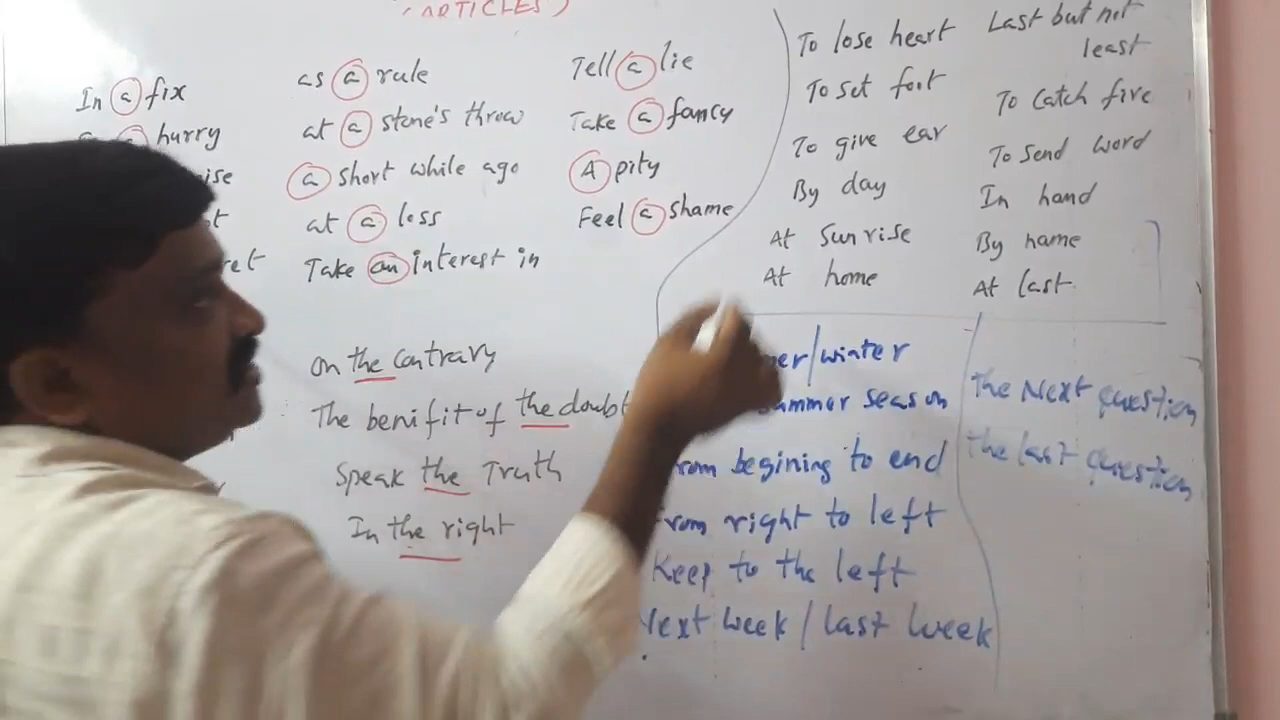 (ARTICLES)
In a fix
hurry
as a rule
at a stone's throw
a short while ago
at a loss
Take an interest in
Tell a lie
Take a fancy
A pity
Feel a shame
To lose heart
To set foot
To give ear
By day
At Sunrise
At home
Last but not
least
To Catch fire
To Send word
In hand
By name
At last
on the contrary
The benifit of the doubt
Speak the Truth
In the right
/winter
summer season
from begining to end
from right to left
Keep to the left
Next week / last week
The Next question
The last question